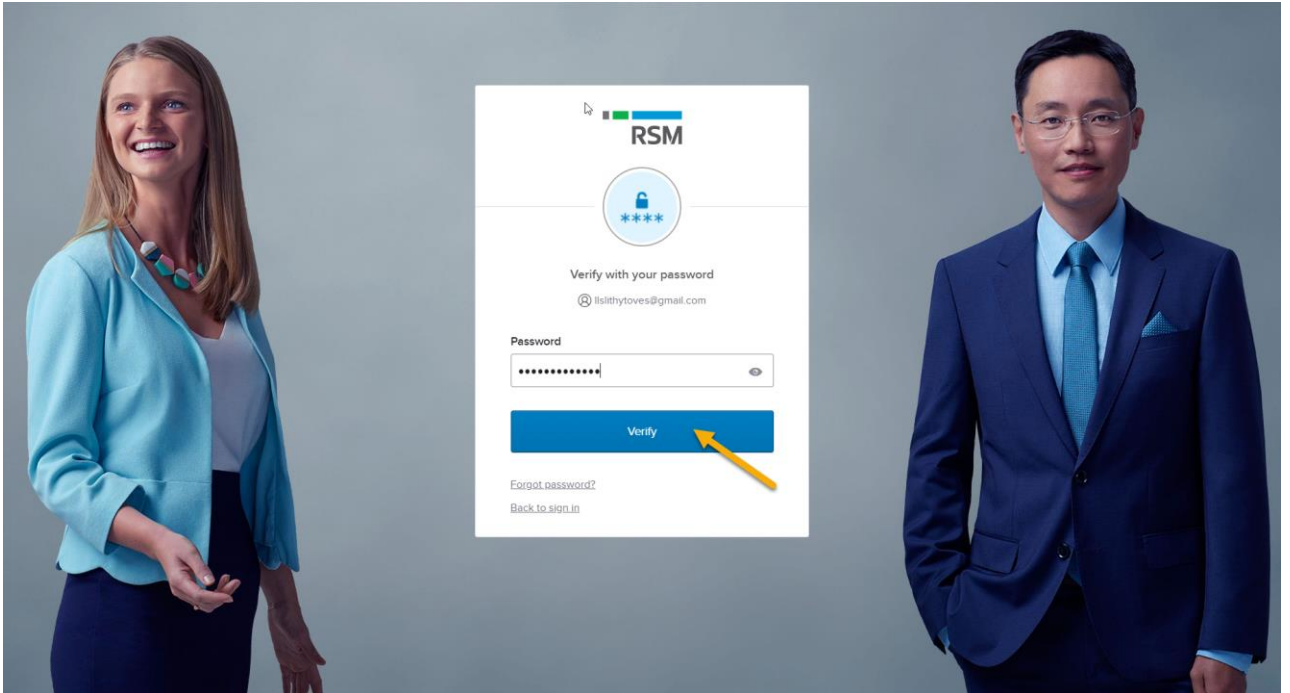 RSM
****
Verify with your password
llslithytoves@gmail.com
Password
•••••••••••••
Verify
Forgot password?
Back to sign in